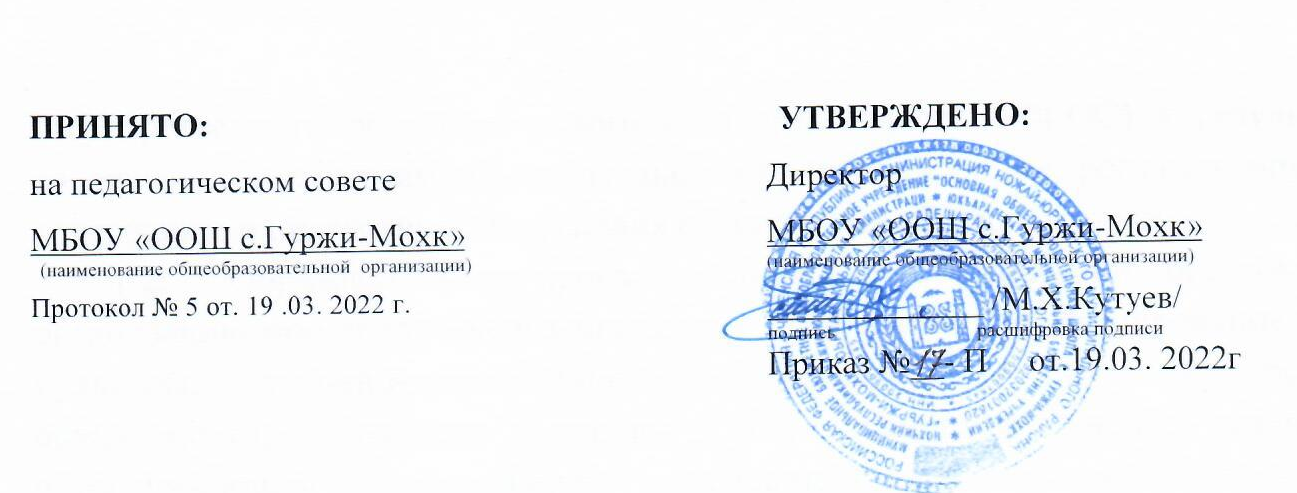 ПРИНЯТО:
на педагогическом совете
МБОУ «ООШ с.Гуржи-Мохк»
(наименование общеобразовательной организации)
Протокол № 5 от. 19 .03. 2022 г.
УТВЕРЖДЕНО:
Директор
МБОУ «ООШ с.Гуржи-Мохк»
(наименование общеобразовательной организации)
/М.Х.Кутуев/
подпись расшифровка подписи
Приказ №17- П от.19.03. 2022г